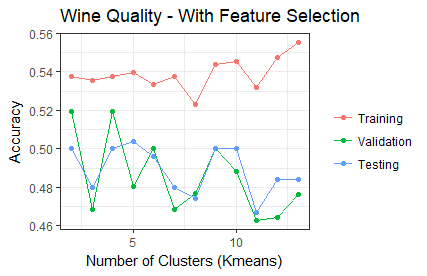 Wine Quality - With Feature Selection
0.56
0.54
0.52
0.50
0.48
0.46
Accuracy
5
10
Number of Clusters (Kmeans)
Training
Validation
Testing